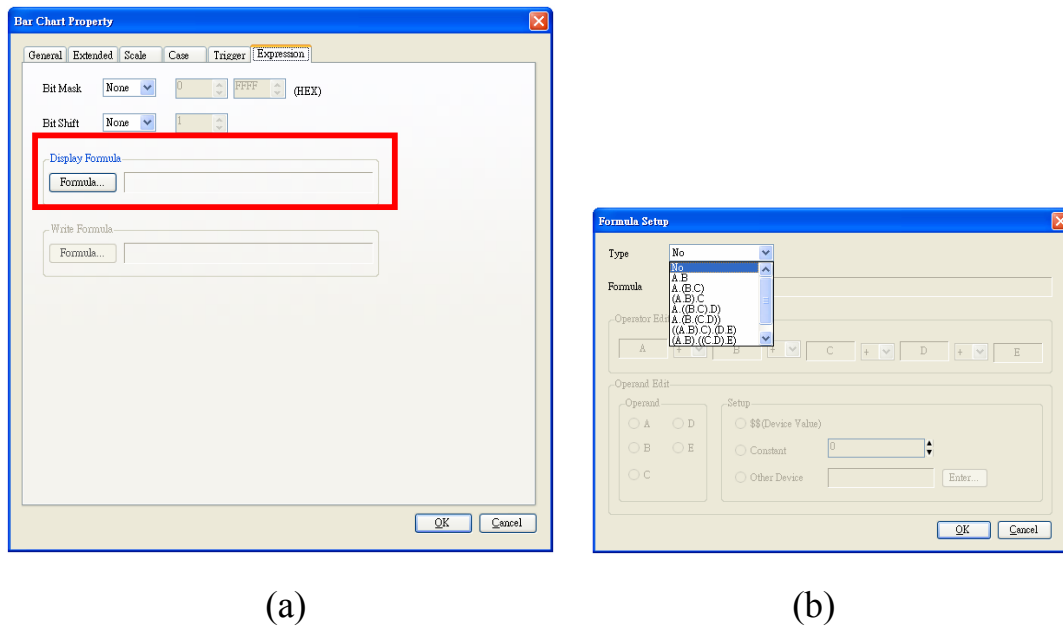 Bar Chart Property
General Extended Scale Case Trigger Expression
Bit Mask None 0 FFFF (HEX)
Bit Shift None 1
Display Formula
Formula...
Write Formula
Formula...
OK Cancel
(a)
Formula Setup
Type No
No
A.B
A.(B.C)
(A.B).C
A.((B.C).D)
A.(B.(C.D))
((A.B).C).(D.E)
(A.B).((C.D).E)
Formula
Operator Edit
A + B + C + D + E
Operand Edit
Operand
A D
B E
C
Setup
$$(Device Value)
Constant 0
Other Device Enter...
OK Cancel
(b)